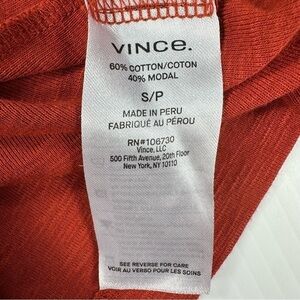 VINCE.
60% COTTON/COTON
40% MODAL
S/P
MADE IN PERU
FABRIQUÉ AU PÉROU
RN#106730
Vince, LLC
500 Fifth Avenue, 20th Floor
New York, NY 10110
SEE REVERSE FOR CARE
VOIR AU VERSO POUR LES SOINS